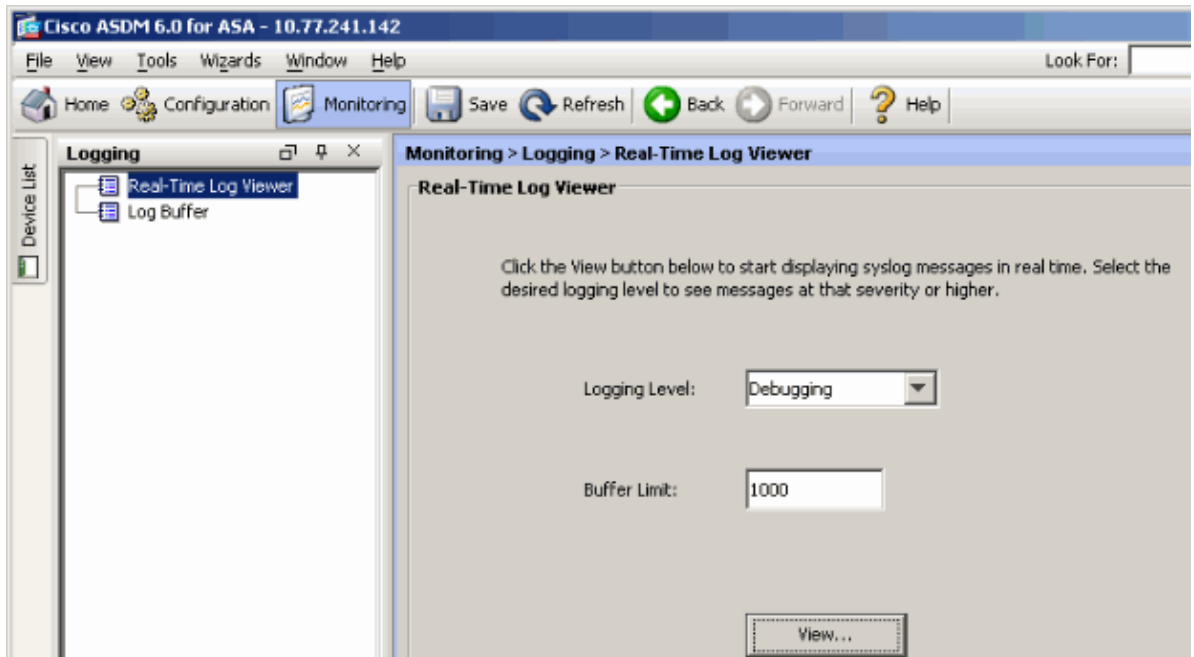 Cisco ASDM 6.0 for ASA - 10.77.241.142
File View Tools Wizards Window Help Look For:
Home Configuration Monitoring Save Refresh Back Forward Help
Device List
Logging
Real-Time Log Viewer
Log Buffer
Monitoring > Logging > Real-Time Log Viewer
Real-Time Log Viewer
Click the View button below to start displaying syslog messages in real time. Select the
desired logging level to see messages at that severity or higher.
Logging Level: Debugging
Buffer Limit: 1000
View...